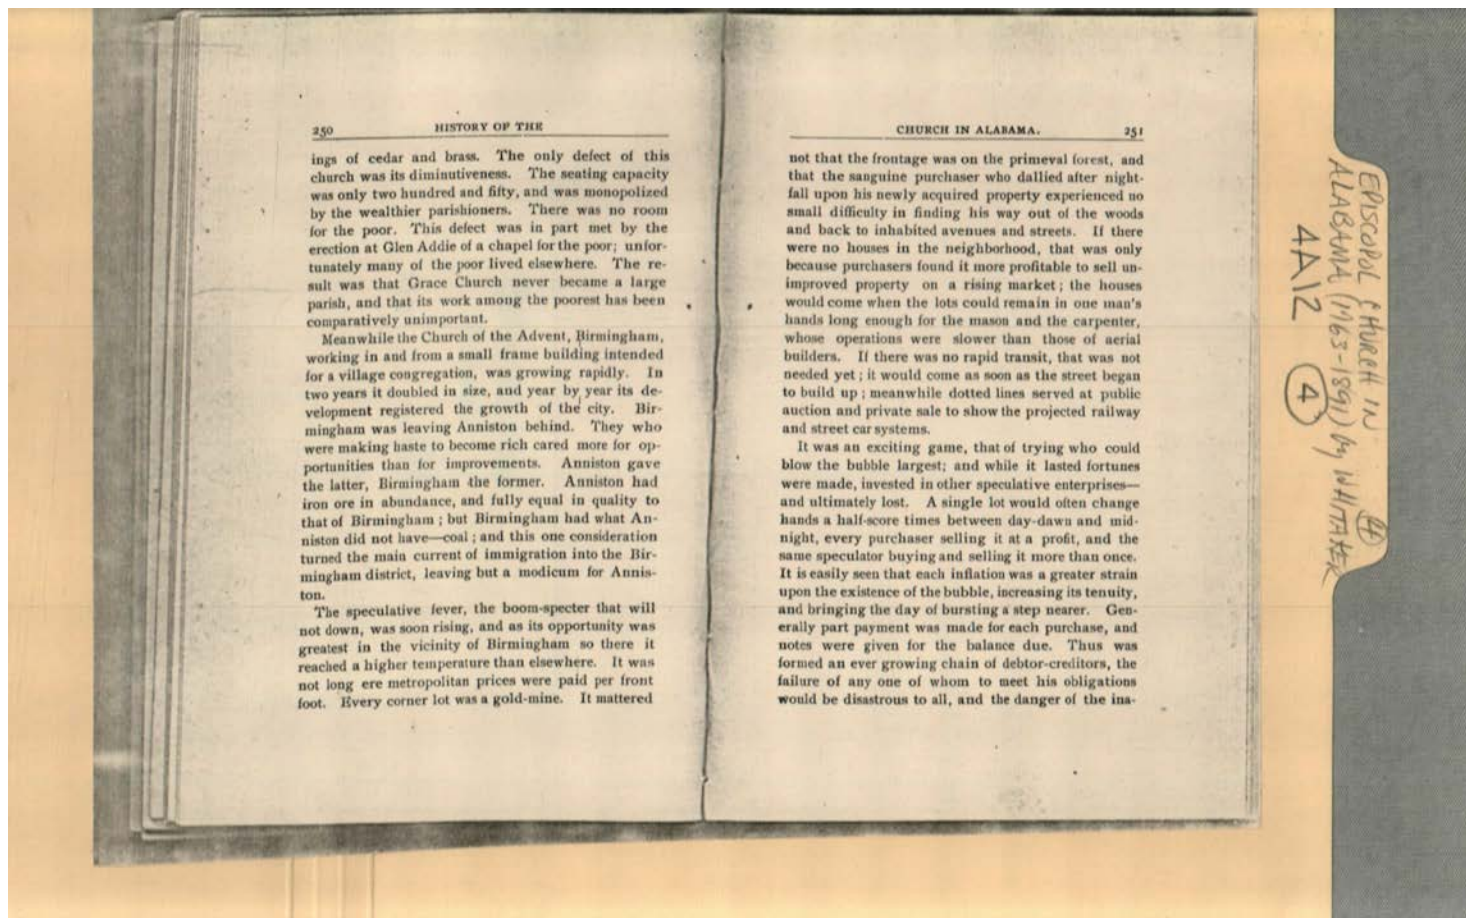 250 HISTORY OF THE
ings of cedar and brass. The only defect of this
church was its diminutiveness. The seating capacity
was only two hundred and fifty, and was monopolized
by the wealthier parishioners. There was no room
for the poor. This defect was in part met by the
erection at Glen Addie of a chapel for the poor; unfor-
tunately many of the poor lived elsewhere. The re-
sult was that Grace Church never became a large
parish, and that its work among the poorest has been
comparatively unimportant.
Meanwhile the Church of the Advent, Birmingham,
working in and from a small frame building intended
for a village congregation, was growing rapidly. In
two years it doubled in size, and year by year its de-
velopment registered the growth of the city. Bir-
mingham was leaving Anniston behind. They who
were making haste to become rich cared more for op-
portunities than for improvements. Anniston gave
the latter, Birmingham the former. Anniston had
iron ore in abundance, and fully equal in quality to
that of Birmingham ; but Birmingham had what An-
niston did not have—coal ; and this one consideration
turned the main current of immigration into the Bir-
mingham district, leaving but a modicum for Annis-
ton.
The speculative fever, the boom-specter that will
not down, was soon rising, and as its opportunity was
greatest in the vicinity of Birmingham so there it
reached a higher temperature than elsewhere. It was
not long ere metropolitan prices were paid per front
foot. Every corner lot was a gold-mine. It mattered
CHURCH IN ALABAMA. 251
not that the frontage was on the primeval forest, and
that the sanguine purchaser who dallied after night-
fall upon his newly acquired property experienced no
small difficulty in finding his way out of the woods
and back to inhabited avenues and streets. If there
were no houses in the neighborhood, that was only
because purchasers found it more profitable to sell un-
improved property on a rising market ; the houses
would come when the lots could remain in one man's
hands long enough for the mason and the carpenter,
whose operations were slower than those of aerial
builders. If there was no rapid transit, that was not
needed yet ; it would come as soon as the street began
to build up ; meanwhile dotted lines served at public
auction and private sale to show the projected railway
and street car systems.
It was an exciting game, that of trying who could
blow the bubble largest; and while it lasted fortunes
were made, invested in other speculative enterprises—
and ultimately lost. A single lot would often change
hands a half-score times between day-dawn and mid-
night, every purchaser selling it at a profit, and the
same speculator buying and selling it more than once.
It is easily seen that each inflation was a greater strain
upon the existence of the bubble, increasing its tenuity,
and bringing the day of bursting a step nearer. Gen-
erally part payment was made for each purchase, and
notes were given for the balance due. Thus was
formed an ever growing chain of debtor-creditors, the
failure of any one of whom to meet his obligations
would be disastrous to all, and the danger of the ina-
EPISCOPOL CHURCH IN
ALABAMA (1763-1891) by WHITAKER
4A12 4